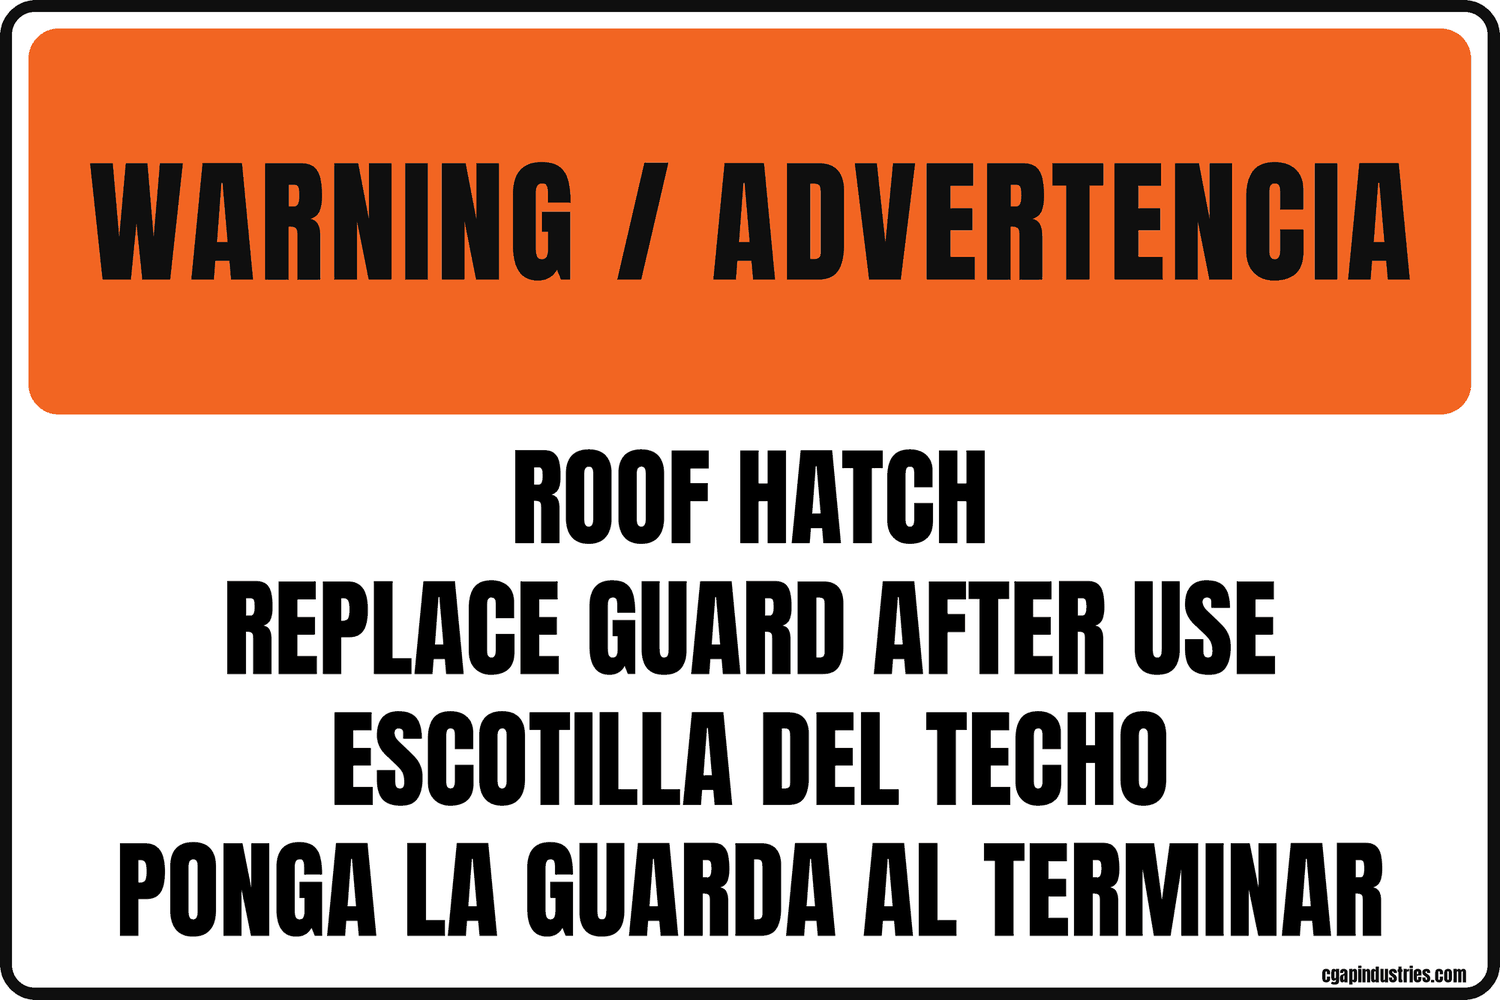 WARNING / ADVERTENCIA
ROOF HATCH
REPLACE GUARD AFTER USE
ESCOTILLA DEL TECHO
PONGA LA GUARDA AL TERMINAR
cgapindustries.com